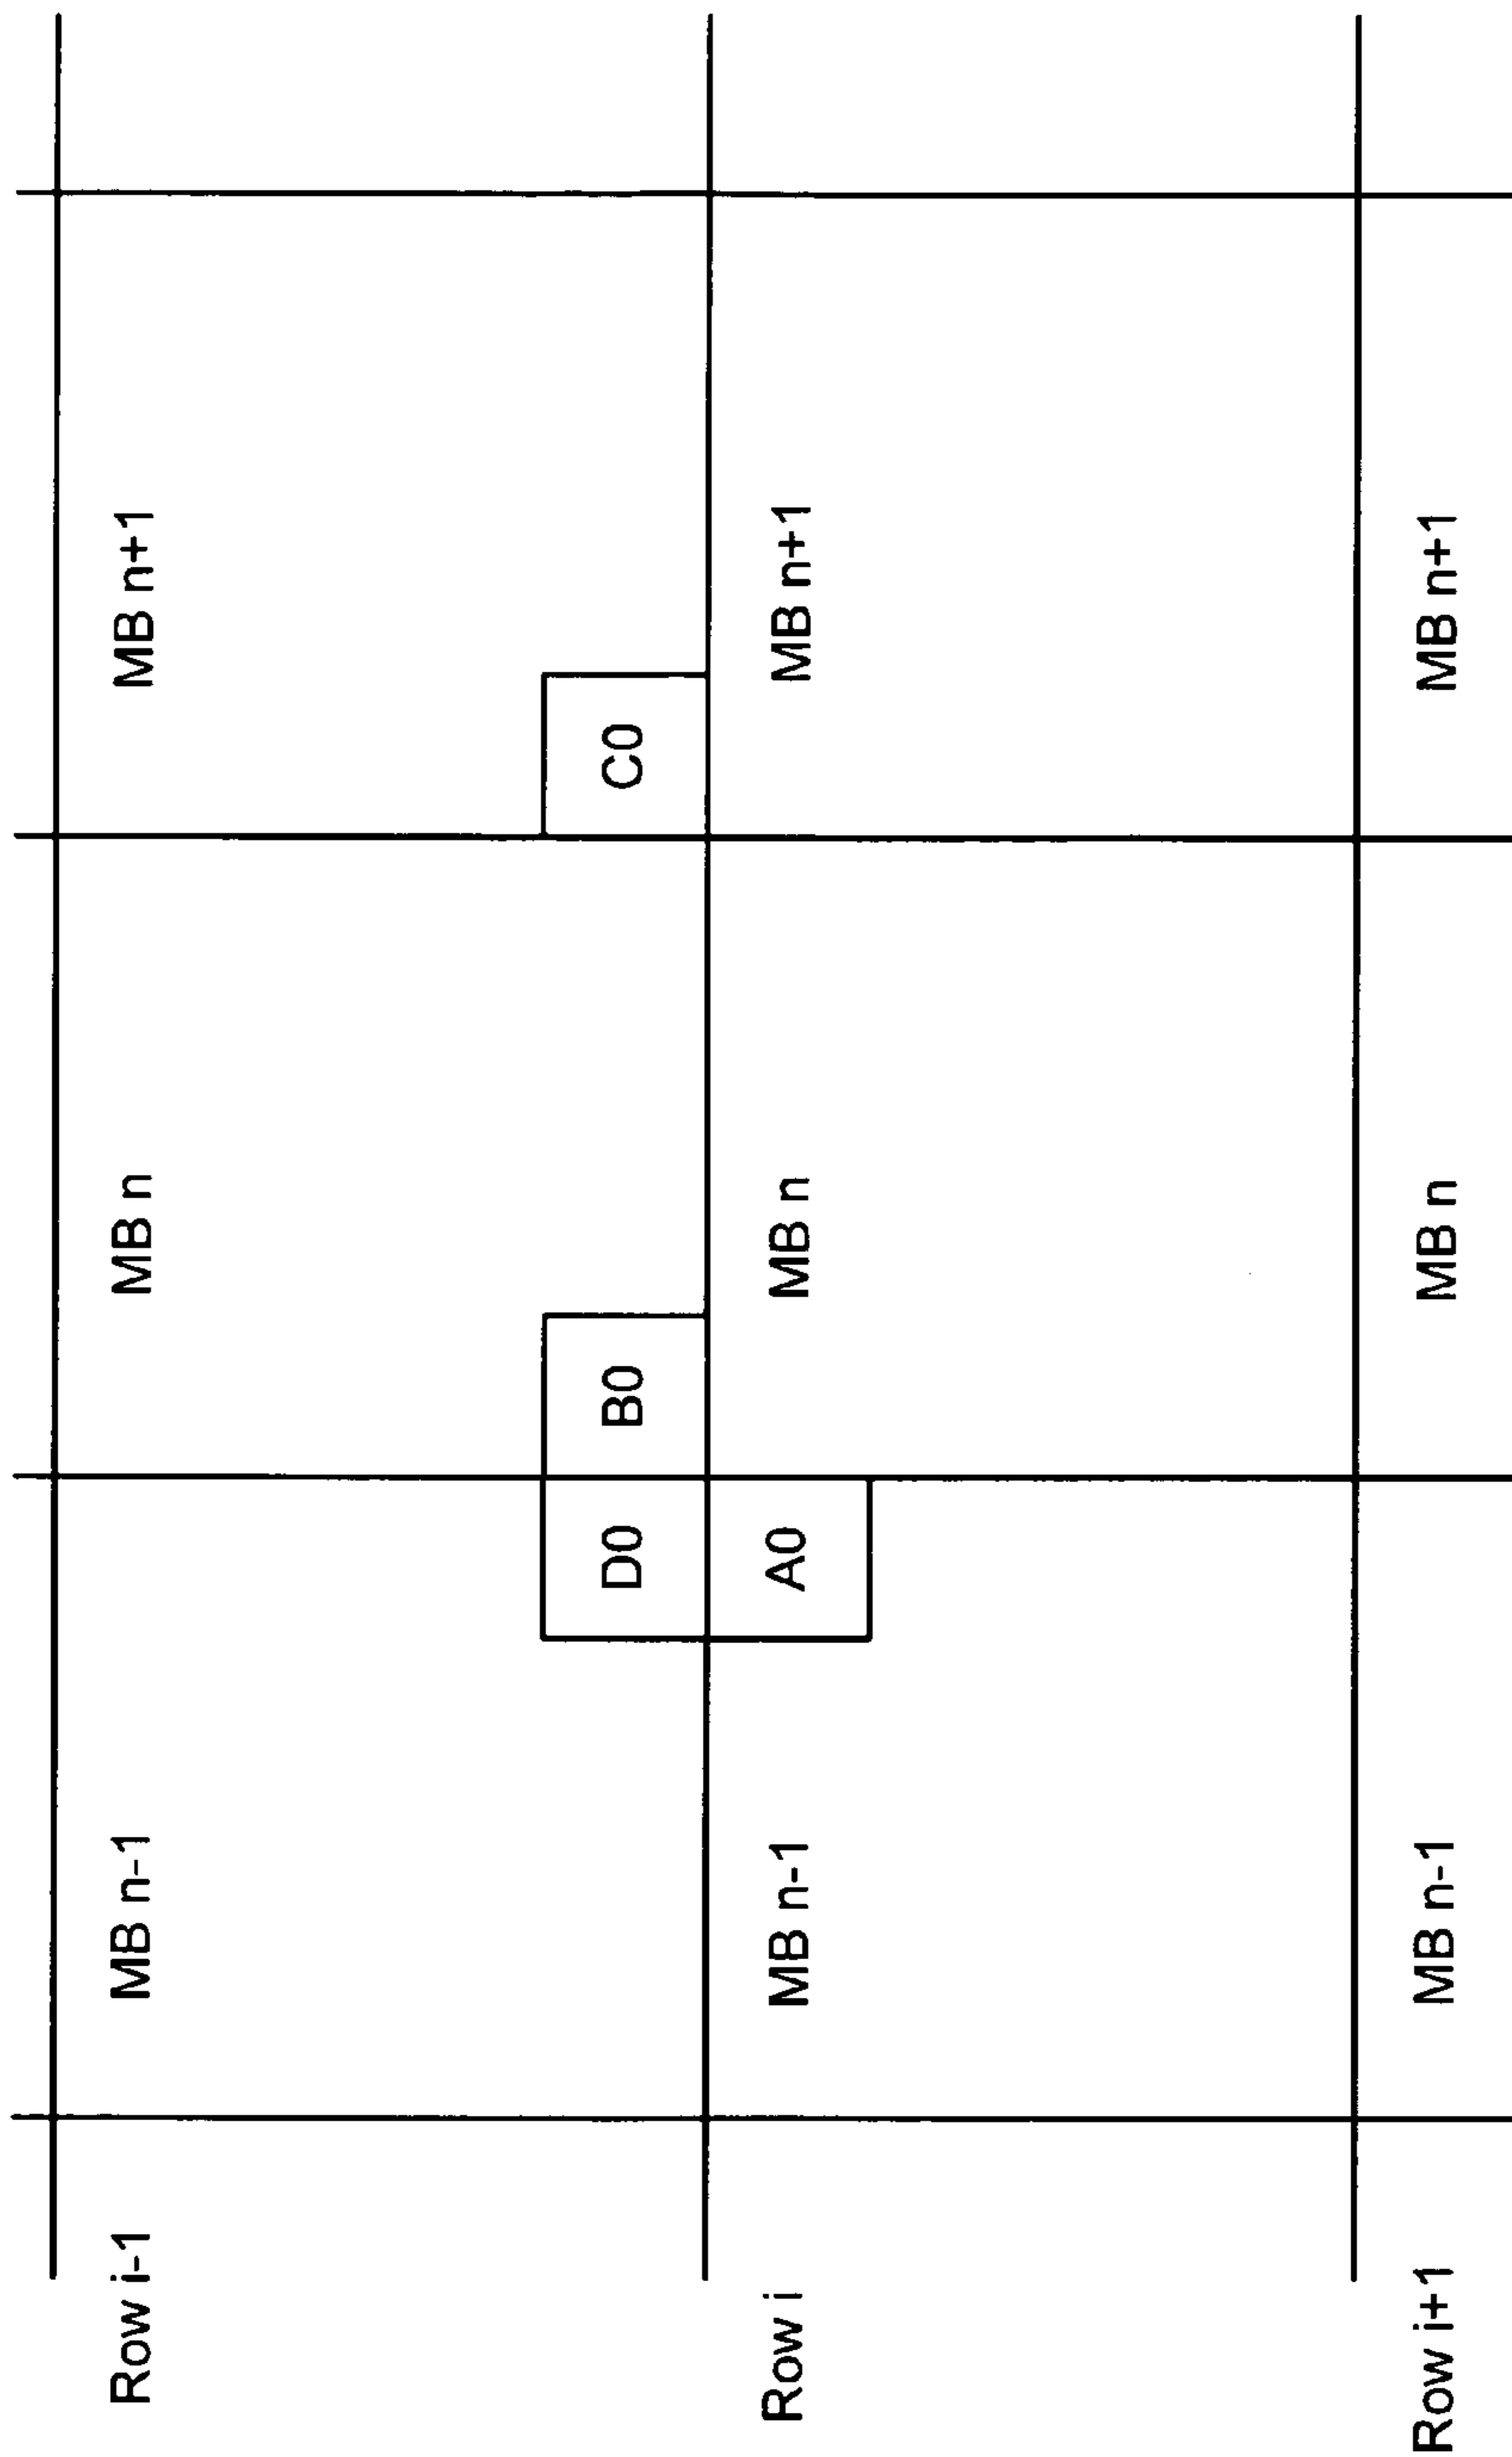 Row i-1
MB n-1
MB n
MB n+1
D0
B0
C0
Row i
A0
MB n-1
MB n
MB n+1
Row i+1
MB n-1
MB n
MB n+1